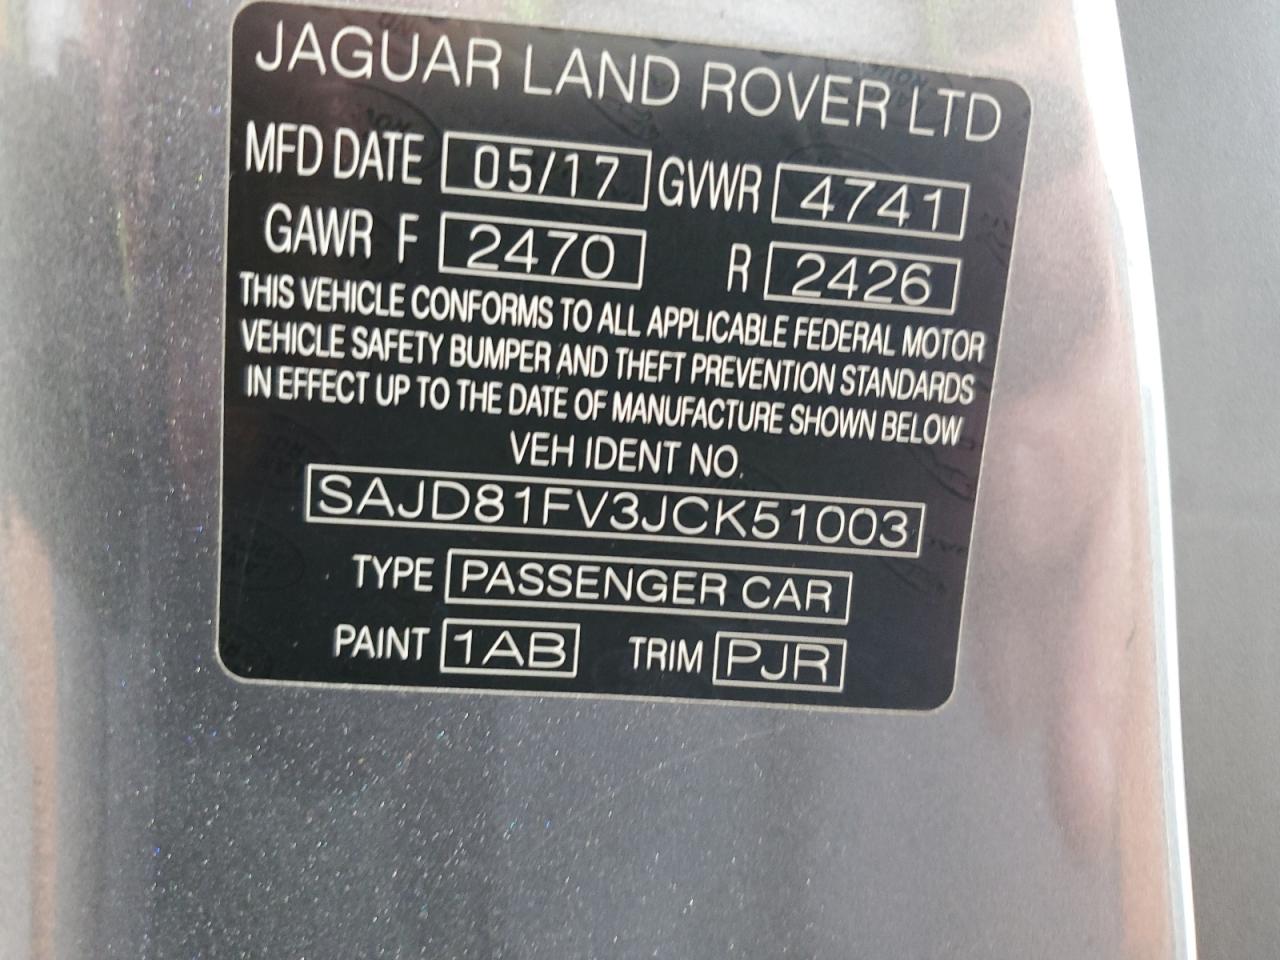 JAGUAR LAND ROVER LTD
MFD DATE 05/17 GVWR 4741
GAWR F 2470 R 2426
THIS VEHICLE CONFORMS TO ALL APPLICABLE FEDERAL MOTOR
VEHICLE SAFETY BUMPER AND THEFT PREVENTION STANDARDS
IN EFFECT UP TO THE DATE OF MANUFACTURE SHOWN BELOW
VEH IDENT NO.
SAJD81FV3JCK51003
TYPE PASSENGER CAR
PAINT 1AB TRIM PJR